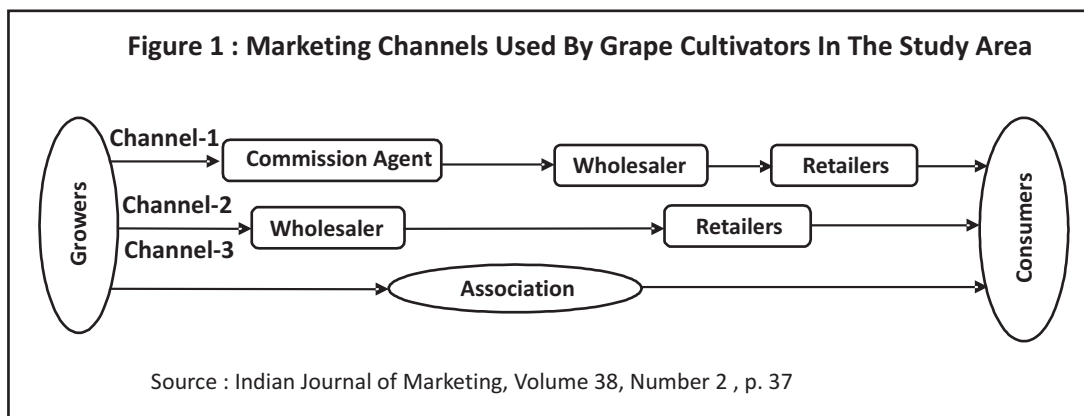 Figure 1 : Marketing Channels Used By Grape Cultivators In The Study Area
Growers
Channel-1
Commission Agent
Wholesaler
Retailers
Channel-2
Wholesaler
Retailers
Channel-3
Association
Consumers
Source : Indian Journal of Marketing, Volume 38, Number 2 , p. 37